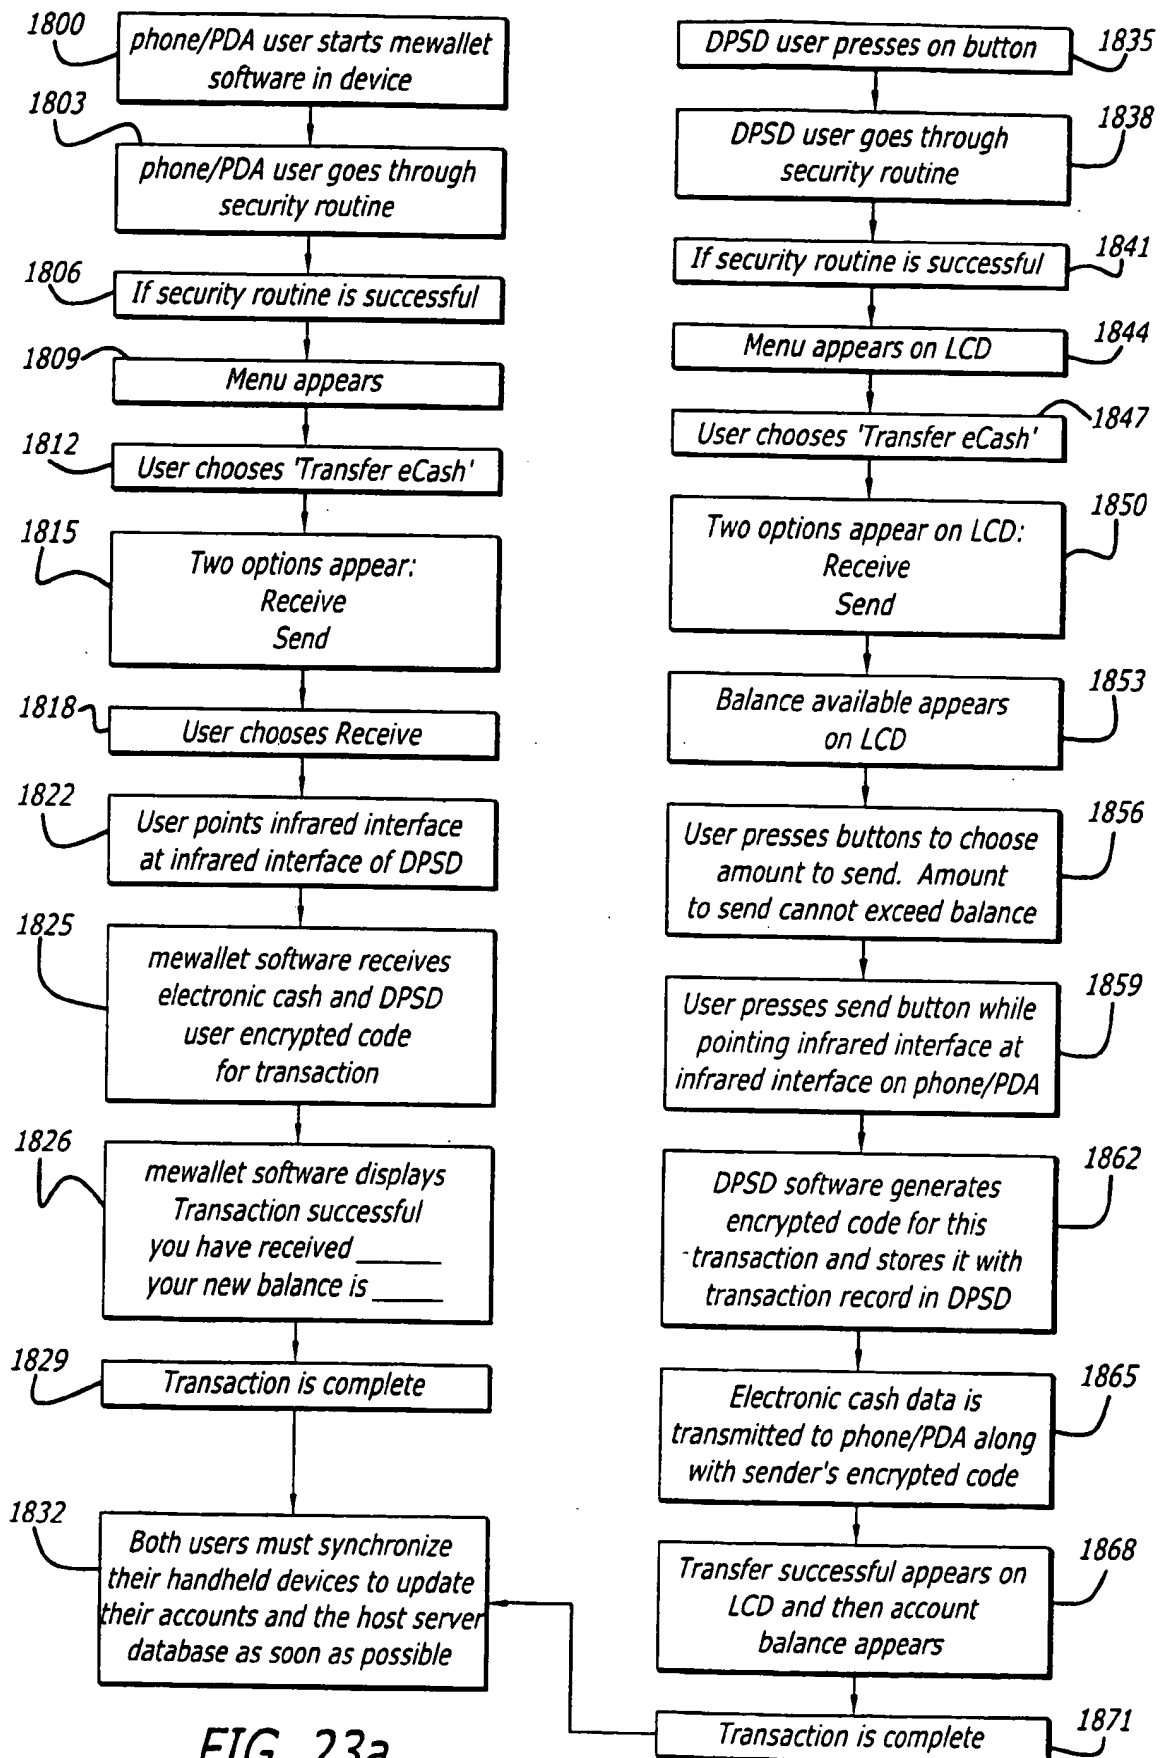 1800
phone/PDA user starts mewallet
software in device
1803
phone/PDA user goes through
security routine
1806
If security routine is successful
1809
Menu appears
1812
User chooses 'Transfer eCash'
1815
Two options appear:
Receive
Send
1818
User chooses Receive
1822
User points infrared interface
at infrared interface of DPSD
1825
mewallet software receives
electronic cash and DPSD
user encrypted code
for transaction
1826
mewallet software displays
Transaction successful
you have received ______
your new balance is _____
1829
Transaction is complete
1832
Both users must synchronize
their handheld devices to update
their accounts and the host server
database as soon as possible
DPSD user presses on button
1835
DPSD user goes through
security routine
1838
If security routine is successful
1841
Menu appears on LCD
1844
User chooses 'Transfer eCash'
1847
Two options appear on LCD:
Receive
Send
1850
Balance available appears
on LCD
1853
User presses buttons to choose
amount to send. Amount
to send cannot exceed balance
1856
User presses send button while
pointing infrared interface at
infrared interface on phone/PDA
1859
DPSD software generates
encrypted code for this
transaction and stores it with
transaction record in DPSD
1862
Electronic cash data is
transmitted to phone/PDA along
with sender's encrypted code
1865
Transfer successful appears on
LCD and then account
balance appears
1868
Transaction is complete
1871
FIG. 23a